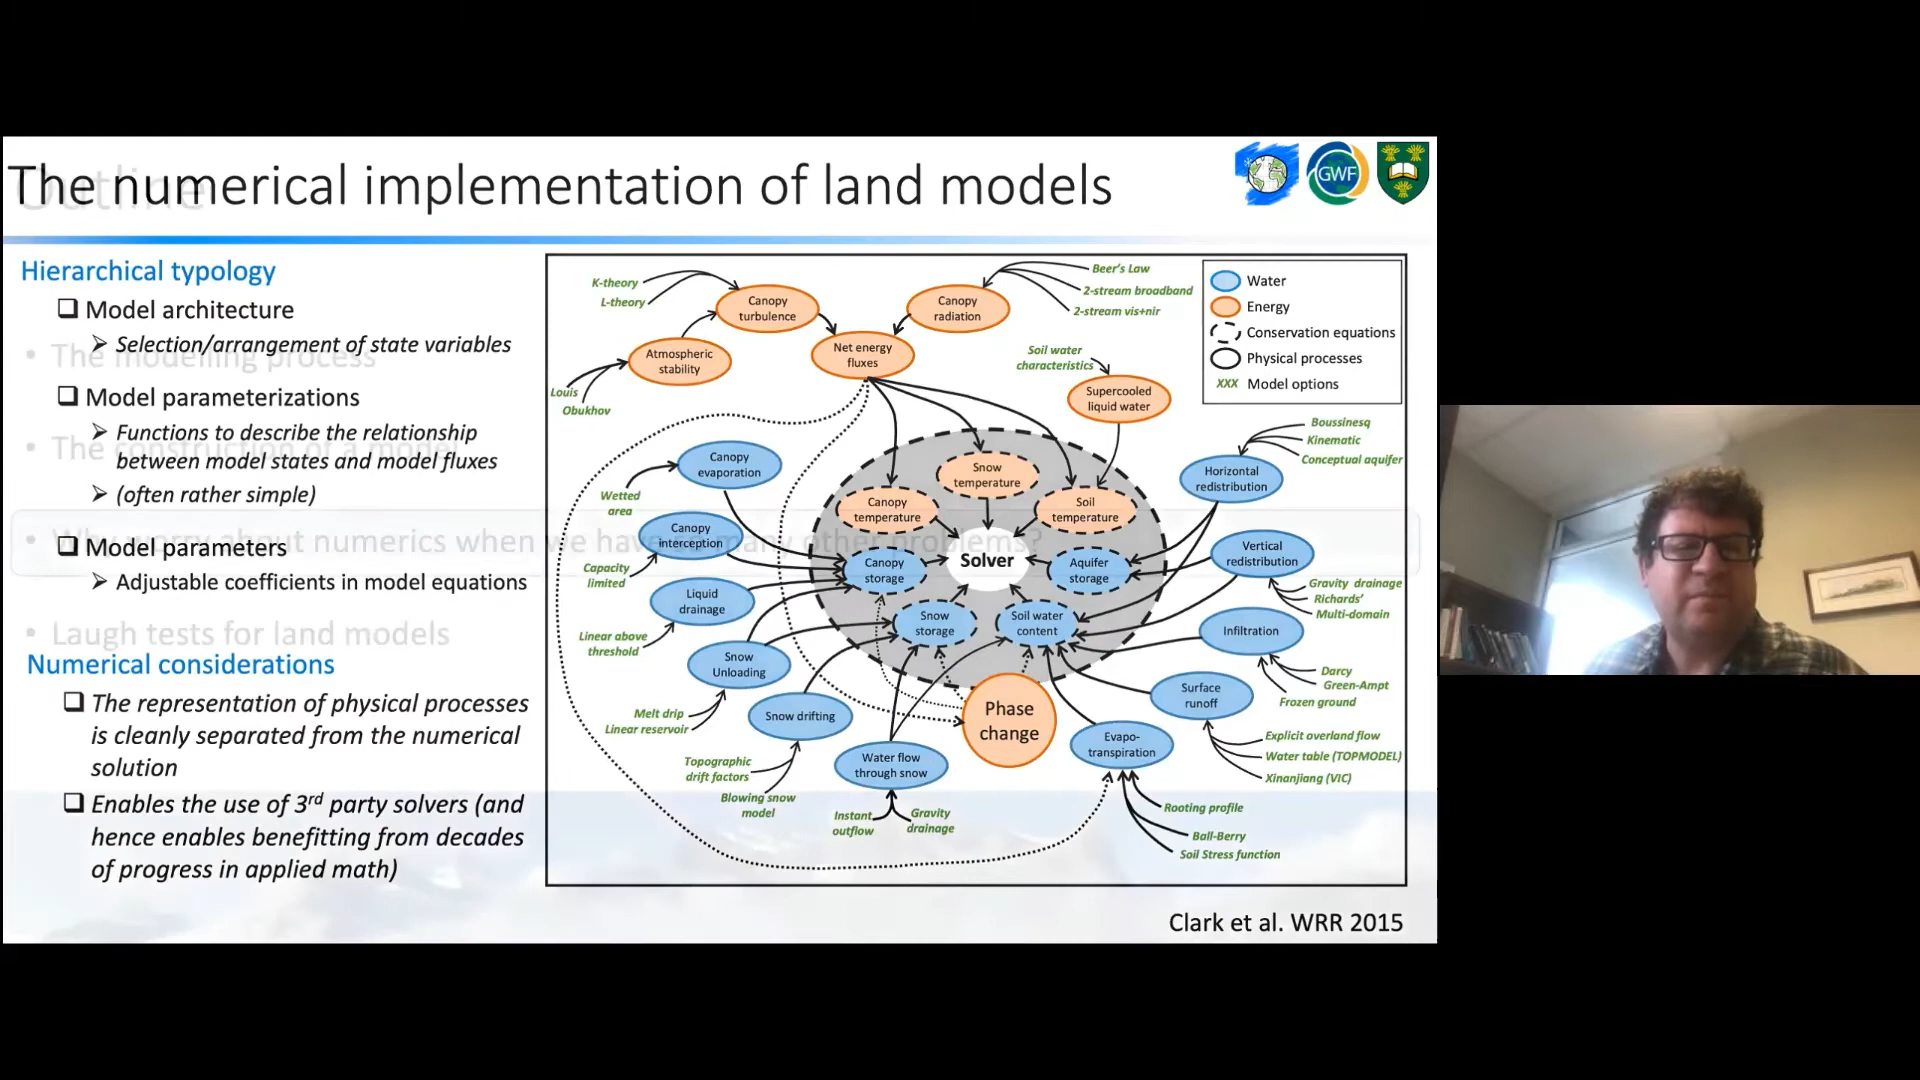 The numerical implementation of land models
Outline
GWF
Hierarchical typology
Model architecture
Selection/arrangement of state variables
• The modelling process
Model parameterizations
Functions to describe the relationship
between model states and model fluxes
• The construction of a model
(often rather simple)
• Why worry about numerics when we have so many other problems?
Model parameters
Adjustable coefficients in model equations
• Laugh tests for land models
Numerical considerations
The representation of physical processes
is cleanly separated from the numerical
solution
Enables the use of 3rd party solvers (and
hence enables benefitting from decades
of progress in applied math)
K-theory
L-theory
Canopy
turbulence
Canopy
radiation
Beer's Law
2-stream broadband
2-stream vis+nir
Water
Energy
Conservation equations
Physical processes
XXX Model options
Atmospheric
stability
Louis
Obukhov
Net energy
fluxes
Soil water
characteristics
Supercooled
liquid water
Boussinesq
Kinematic
Conceptual aquifer
Horizontal
redistribution
Canopy
evaporation
Wetted
area
Snow
temperature
Canopy
temperature
Soil
temperature
Canopy
interception
Capacity
limited
Solver
Canopy
storage
Aquifer
storage
Vertical
redistribution
Gravity drainage
Richards'
Multi-domain
Liquid
drainage
Linear above
threshold
Snow
storage
Soil water
content
Infiltration
Darcy
Green-Ampt
Frozen ground
Snow
Unloading
Melt drip
Linear reservoir
Snow drifting
Topographic
drift factors
Blowing snow
model
Phase
change
Surface
runoff
Explicit overland flow
Water table (TOPMODEL)
Xinanjiang (VIC)
Water flow
through snow
Instant
outflow
Gravity
drainage
Evapo-
transpiration
Rooting profile
Ball-Berry
Soil Stress function
Clark et al. WRR 2015